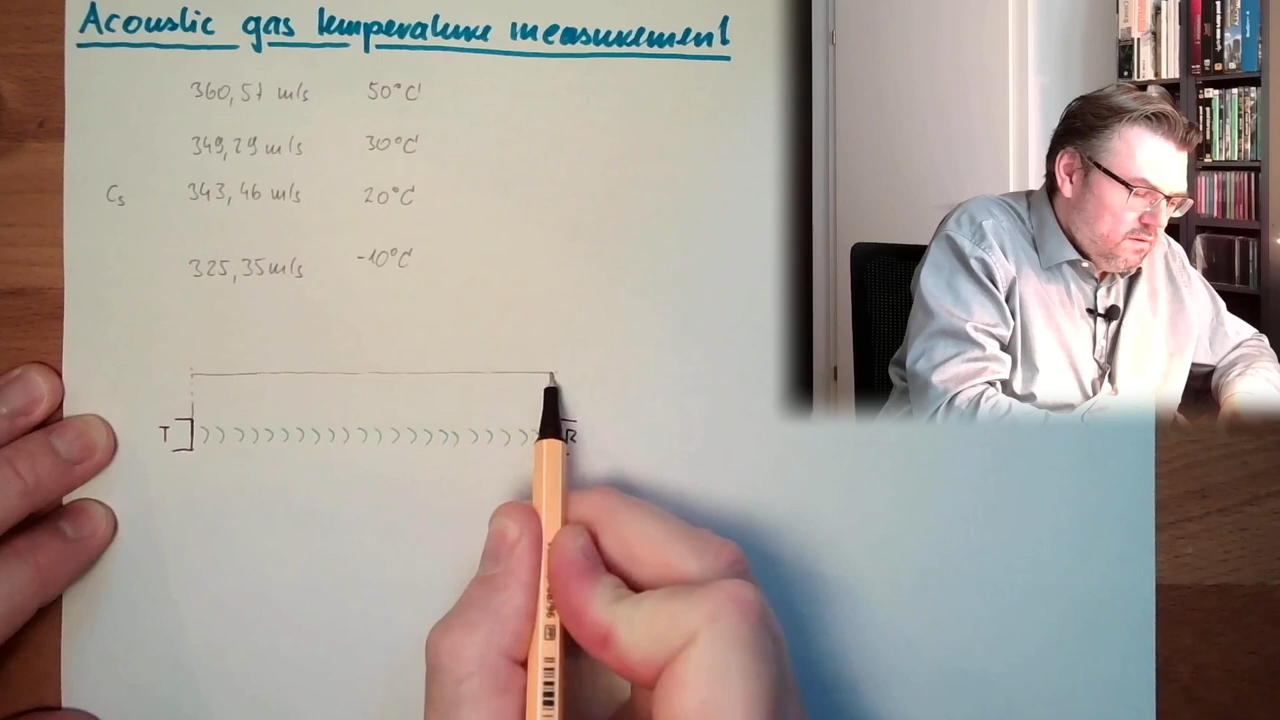 Acoustic gas temperature measurement
360,57 m/s 50°C
349,29 m/s 30°C
Cs 343,46 m/s 20°C
325,35 m/s -10°C
T R